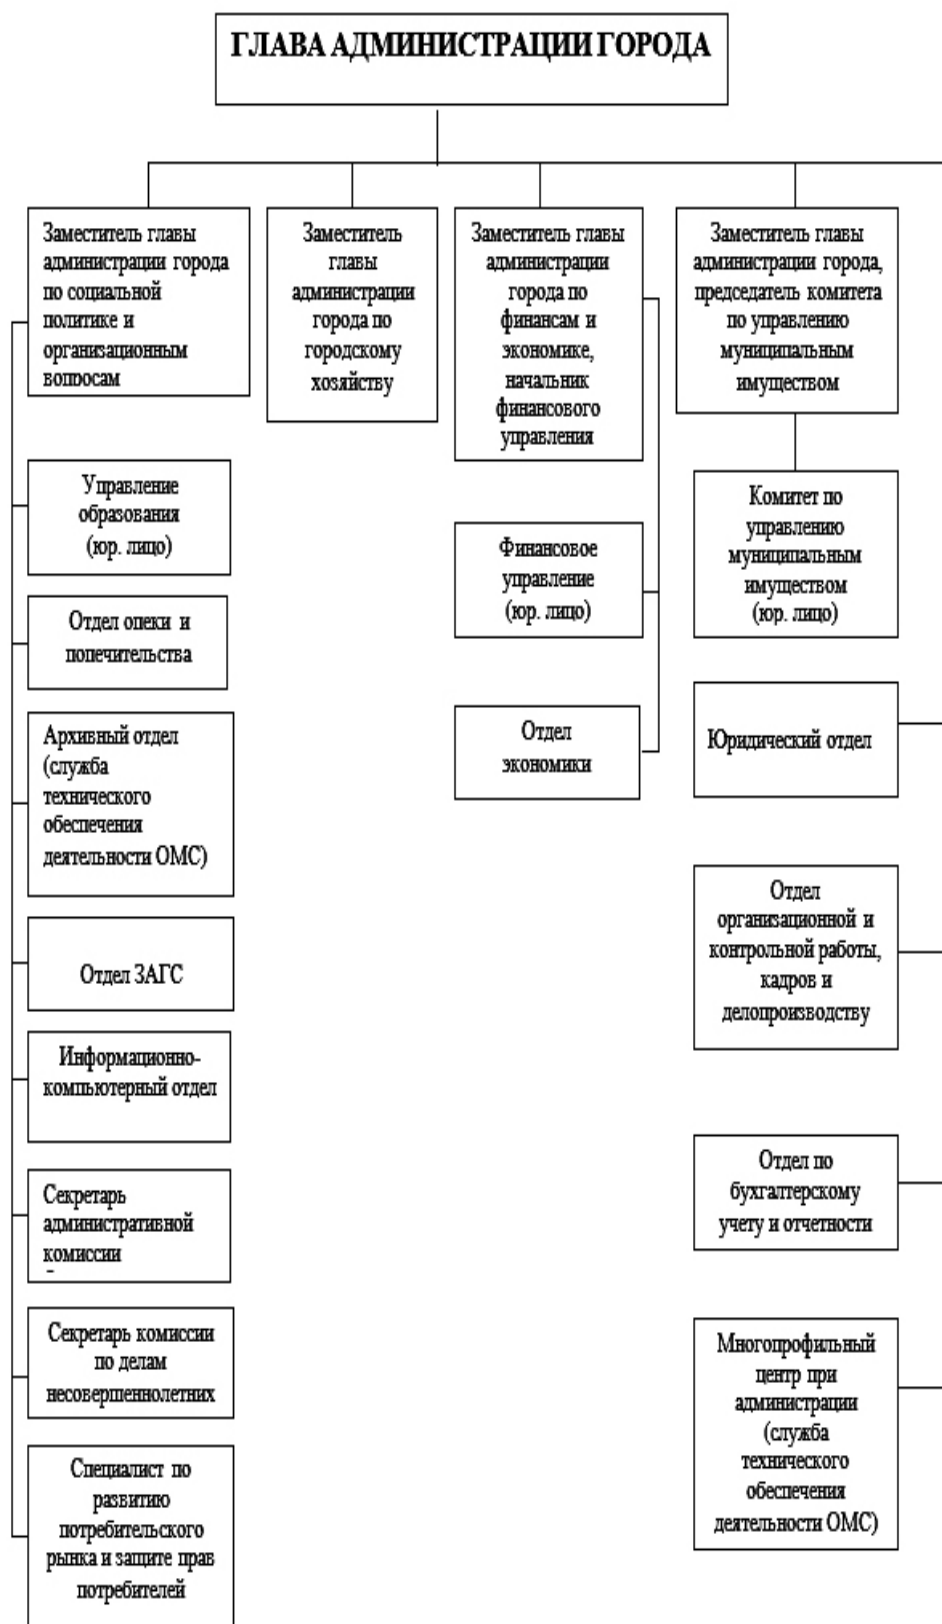 ГЛАВА АДМИНИСТРАЦИИ ГОРОДА
Заместитель главы
администрации города
по социальной
политике и
организационным
вопросам
Заместитель
главы
администрации
города по
городскому
хозяйству
Заместитель главы
администрации
города по
финансам и
экономике,
начальник
финансового
управления
Заместитель главы
администрации города,
председатель комитета
по управлению
муниципальным
имуществом
Управление
образования
(юр. лицо)
Отдел опеки и
попечительства
Архивный отдел
(служба
технического
обеспечения
деятельности ОМС)
Отдел ЗАГС
Информационно-
компьютерный отдел
Секретарь
административной
комиссии
Секретарь комиссии
по делам
несовершеннолетних
Специалист по
развитию
потребительского
рынка и защите прав
потребителей
Финансовое
управление
(юр. лицо)
Отдел
экономики
Комитет по
управлению
муниципальным
имуществом
(юр. лицо)
Юридический отдел
Отдел
организационной и
контрольной работы,
кадров и
делопроизводству
Отдел по
бухгалтерскому
учету и отчетности
Многопрофильный
центр при
администрации
(служба
технического
обеспечения
деятельности ОМС)